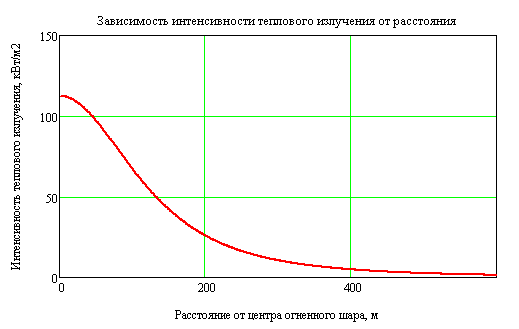 Зависимость интенсивности теплового излучения от расстояния
Интенсивность теплового излучения, кВт/м2
150
100
50
0
0 200 400
Расстояние от центра огненного шара, м